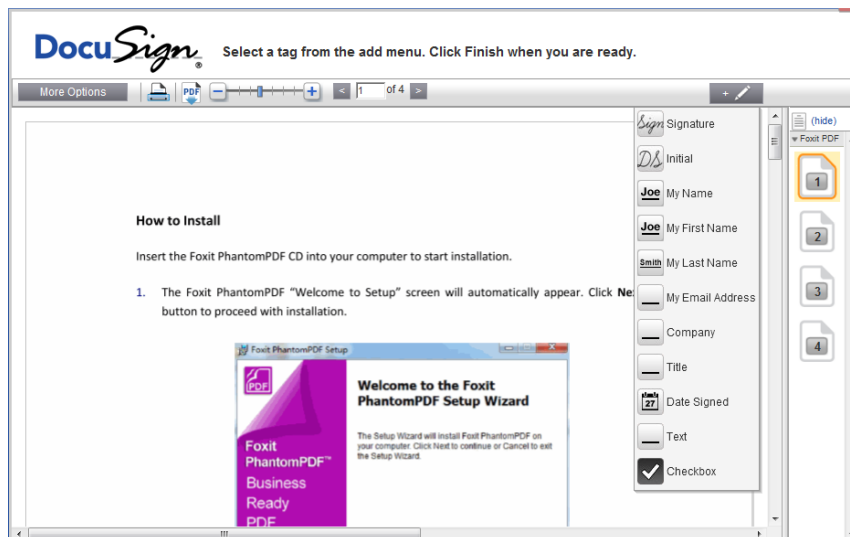 DocuSign®
Select a tag from the add menu. Click Finish when you are ready.
More Options
PDF
1 of 4
(hide)
Foxit PDF
1
2
3
4
Sign Signature
DS Initial
Joe My Name
Joe My First Name
Smith My Last Name
My Email Address
Company
Title
27 Date Signed
Text
Checkbox
How to Install
Insert the Foxit PhantomPDF CD into your computer to start installation.
1. The Foxit PhantomPDF “Welcome to Setup” screen will automatically appear. Click Ne
button to proceed with installation.
Foxit PhantomPDF Setup
PDF
Welcome to the Foxit
PhantomPDF Setup Wizard
The Setup Wizard will install Foxit PhantomPDF on
your computer. Click Next to continue or Cancel to exit
the Setup Wizard.
Foxit
PhantomPDF™
Business
Ready
PDF